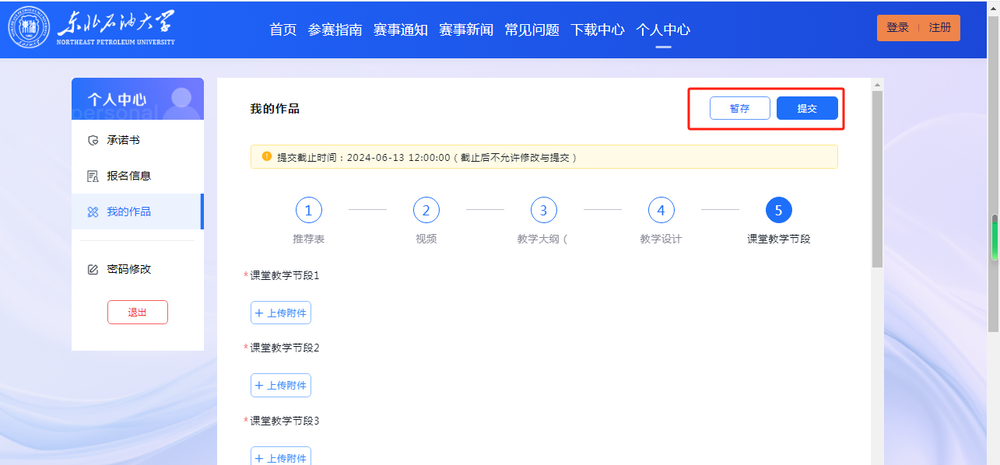 东北石油大学
NORTHEAST PETROLEUM UNIVERSITY
首页 参赛指南 赛事通知 赛事新闻 常见问题 下载中心 个人中心
登录 注册
个人中心
personal
承诺书
报名信息
我的作品
密码修改
退出
我的作品
暂存 提交
提交截止时间：2024-06-13 12:00:00（截止后不允许修改与提交）
1 2 3 4 5
推荐表 视频 教学大纲（ 教学设计 课堂教学节段
*课堂教学节段1
+ 上传附件
*课堂教学节段2
+ 上传附件
*课堂教学节段3
+ 上传附件